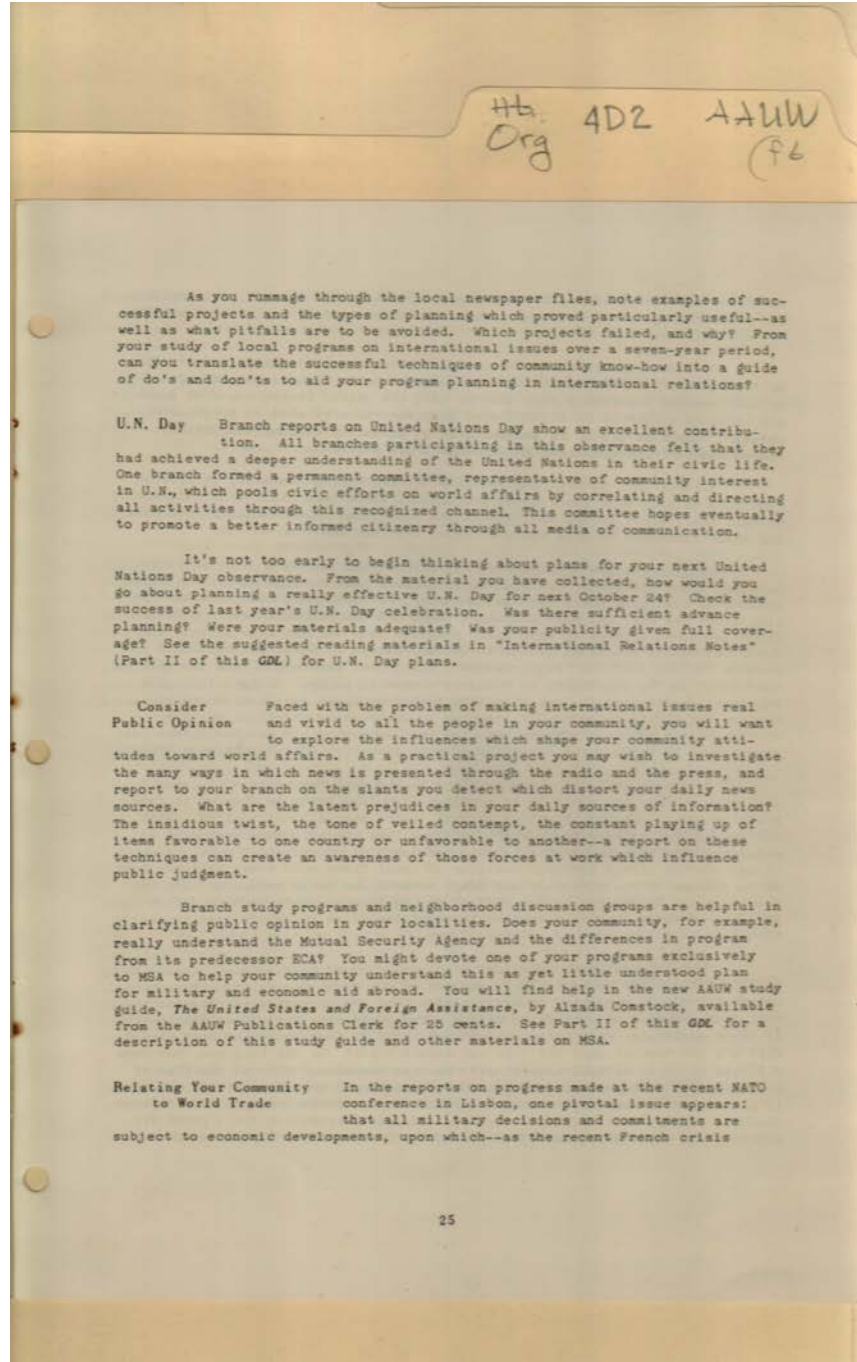 Org 4D2 AAUW
As you rummage through the local newspaper files, note examples of suc-
cessful projects and the types of planning which proved particularly useful--as
well as what pitfalls are to be avoided. Which projects failed, and why? From
your study of local programs on international issues over a seven-year period,
can you translate the successful techniques of community know-how into a guide
of do's and don'ts to aid your program planning in international relations?
U.N. Day Branch reports on United Nations Day show an excellent contribu-
tion. All branches participating in this observance felt that they
had achieved a deeper understanding of the United Nations in their civic life.
One branch formed a permanent committee, representative of community interest
in U.N., which pools civic efforts on world affairs by correlating and directing
all activities through this recognized channel. This committee hopes eventually
to promote a better informed citizenry through all media of communication.
It's not too early to begin thinking about plans for your next United
Nations Day observance. From the material you have collected, how would you
go about planning a really effective U.N. Day for next October 24? Check the
success of last year's U.N. Day celebration. Was there sufficient advance
planning? Were your materials adequate? Was your publicity given full cover-
age? See the suggested reading materials in "International Relations Notes"
(Part II of this GDL) for U.N. Day plans.
Consider Faced with the problem of making international issues real
Public Opinion and vivid to all the people in your community, you will want
to explore the influences which shape your community atti-
tudes toward world affairs. As a practical project you may wish to investigate
the many ways in which news is presented through the radio and the press, and
report to your branch on the slants you detect which distort your daily news
sources. What are the latent prejudices in your daily sources of information?
The insidious twist, the tone of veiled contempt, the constant playing up of
items favorable to one country or unfavorable to another--a report on these
techniques can create an awareness of those forces at work which influence
public judgment.
Branch study programs and neighborhood discussion groups are helpful in
clarifying public opinion in your localities. Does your community, for example,
really understand the Mutual Security Agency and the differences in program
from its predecessor ECA? You might devote one of your programs exclusively
to MSA to help your community understand this as yet little understood plan
for military and economic aid abroad. You will find help in the new AAUW study
guide, The United States and Foreign Assistance, by Alzada Comstock, available
from the AAUW Publications Clerk for 25 cents. See Part II of this GDL for a
description of this study guide and other materials on MSA.
Relating Your Community In the reports on progress made at the recent NATO
to World Trade conference in Lisbon, one pivotal issue appears:
that all military decisions and commitments are
subject to economic developments, upon which--as the recent French crisis
25